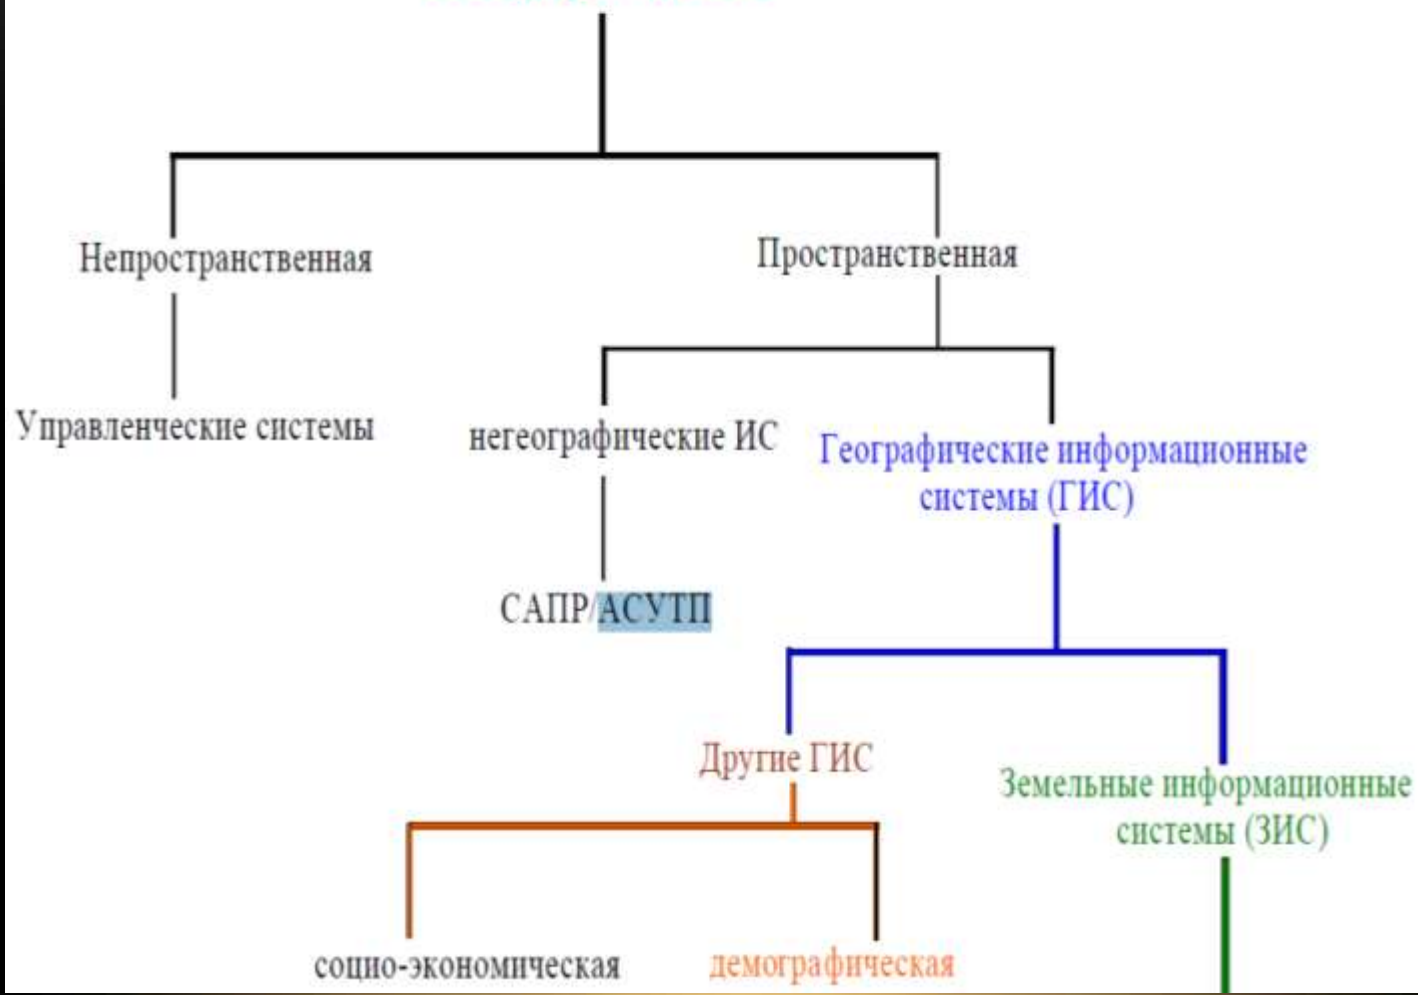 Непространственная
Пространственная
Управленческие системы
негеографические ИС
Географические информационные
системы (ГИС)
САПР/АСУТП
Другие ГИС
Земельные информационные
системы (ЗИС)
социо-экономическая
демографическая